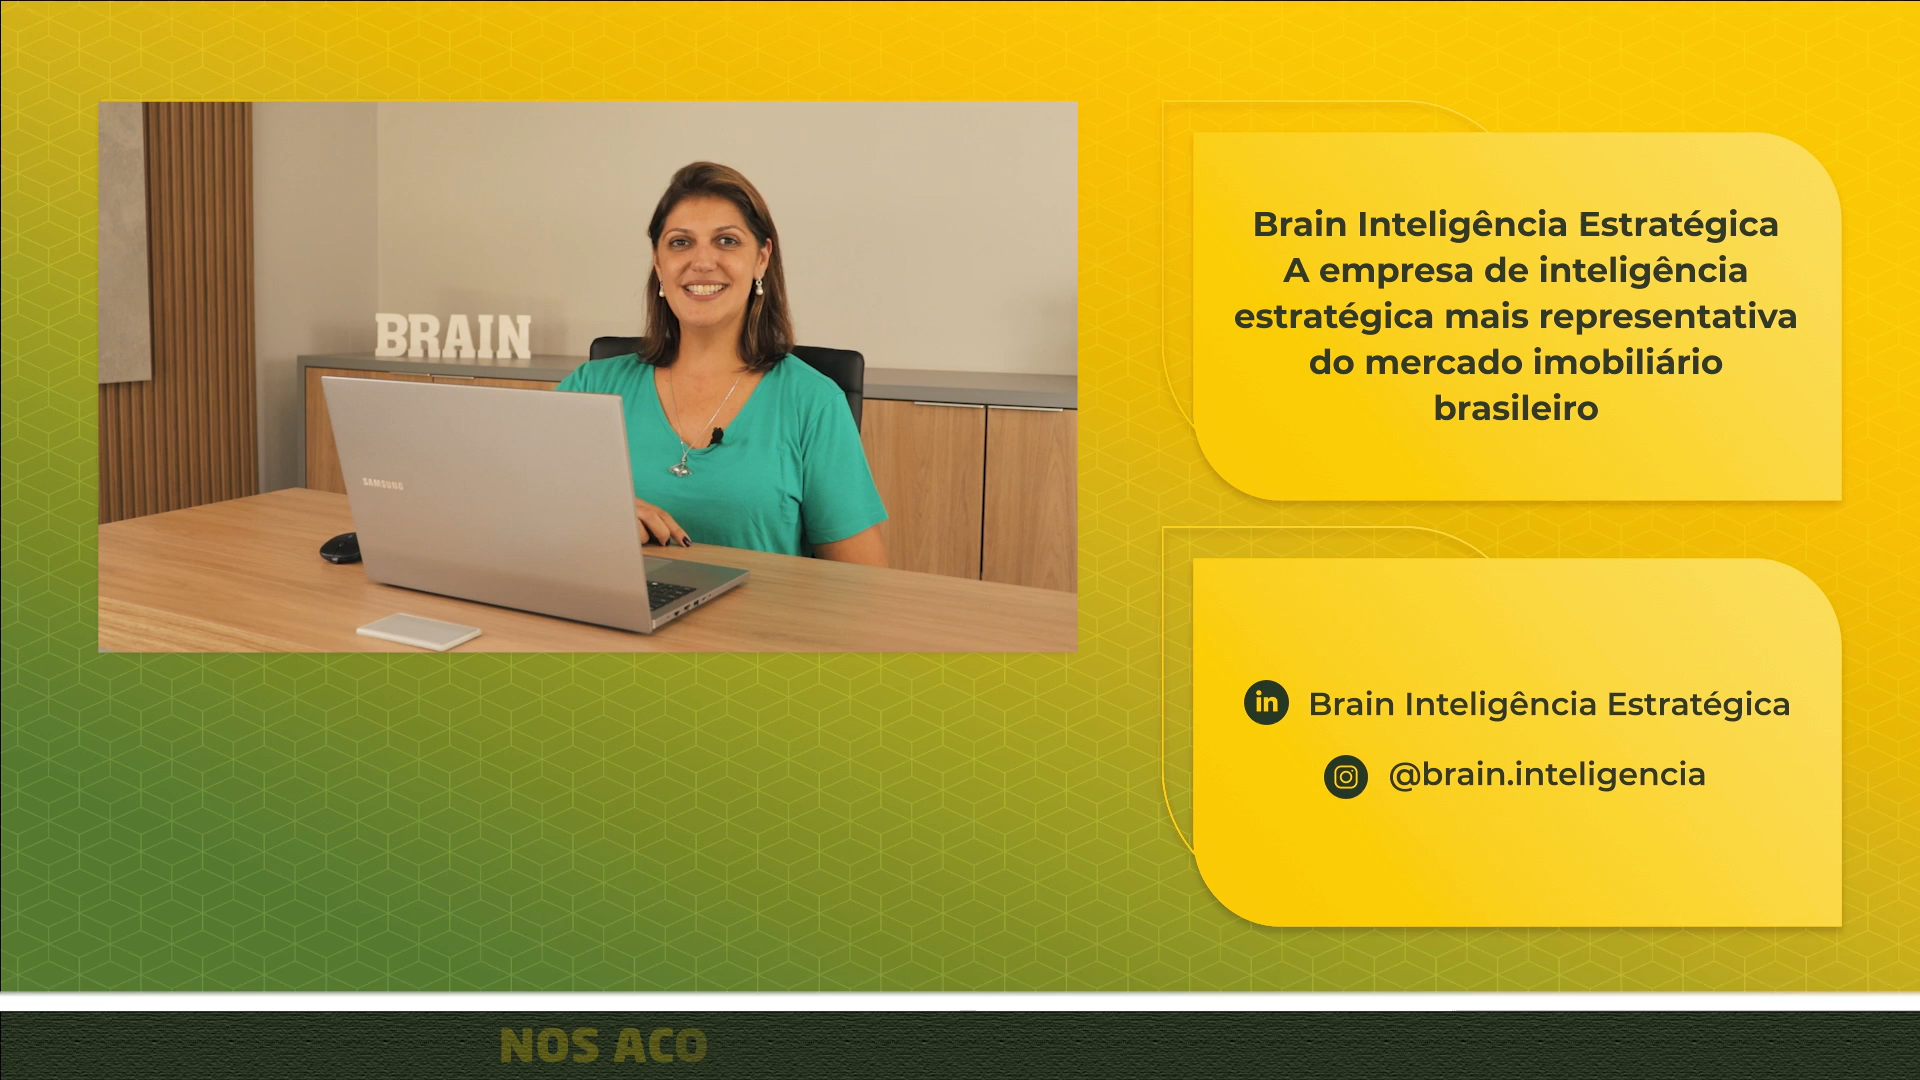 BRAIN
SAMSUNG
Brain Inteligência Estratégica
A empresa de inteligência
estratégica mais representativa
do mercado imobiliário
brasileiro
in Brain Inteligência Estratégica
@brain.inteligencia
NOS ACO